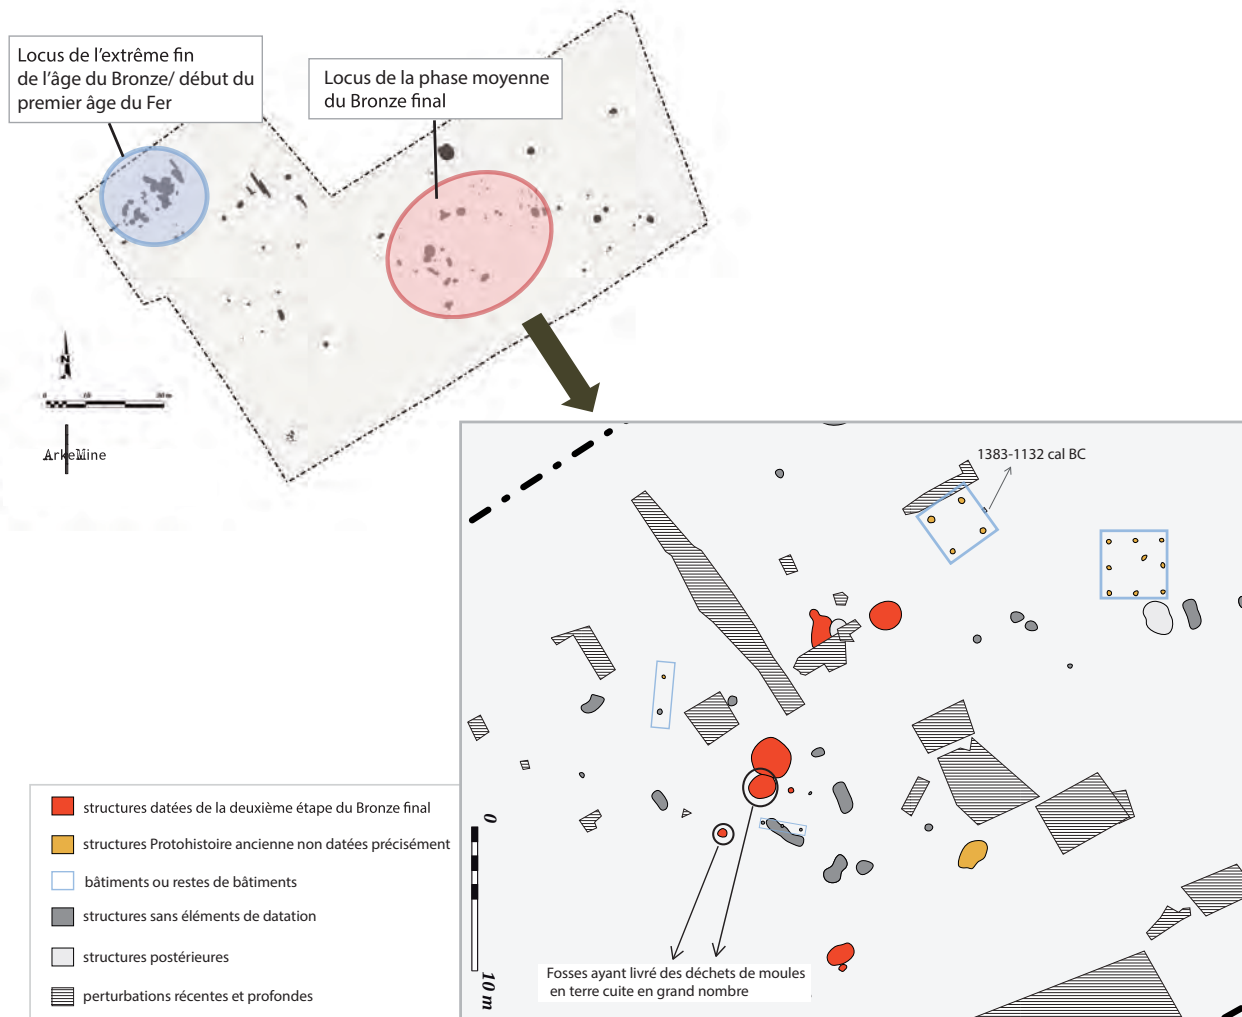 Locus de l'extrême fin
de l'âge du Bronze/ début du
premier âge du Fer
Locus de la phase moyenne
du Bronze final
N
ArkeMine
1383-1132 cal BC
structures datées de la deuxième étape du Bronze final
structures Protohistoire ancienne non datées précisément
bâtiments ou restes de bâtiments
structures sans éléments de datation
structures postérieures
perturbations récentes et profondes
0
10 m
Fosses ayant livré des déchets de moules
en terre cuite en grand nombre